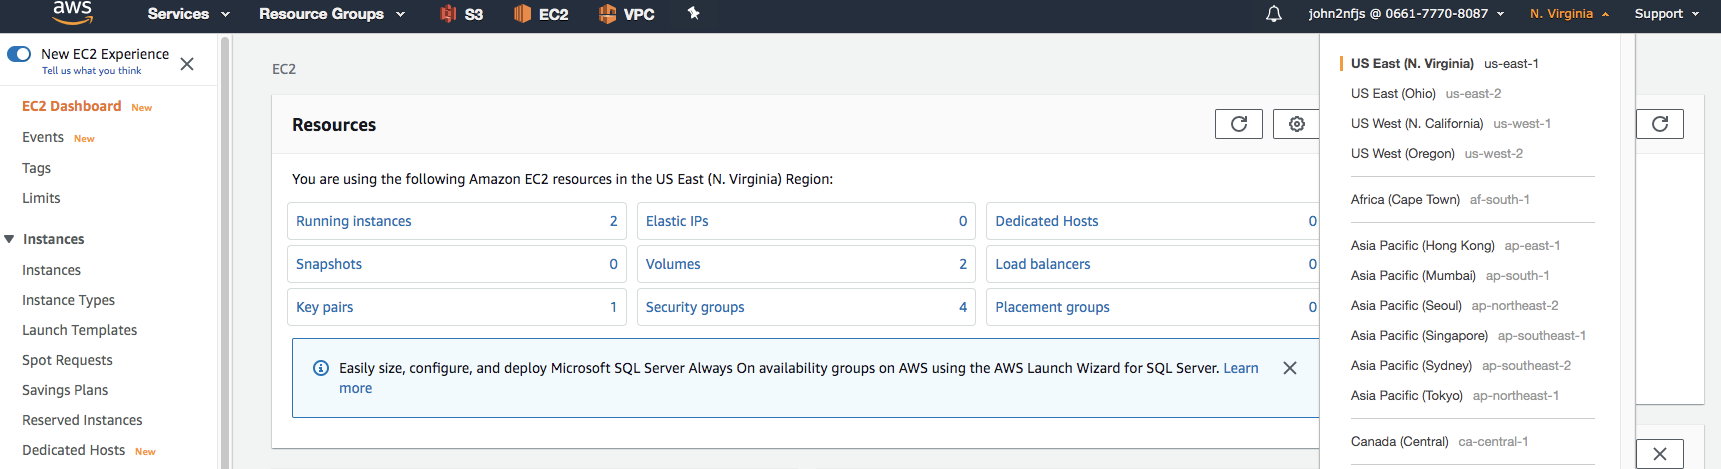 aws
Services
Resource Groups
S3
EC2
VPC
john2nfjs @ 0661-7770-8087
N. Virginia
Support
New EC2 Experience
Tell us what you think
EC2 Dashboard New
Events New
Tags
Limits
Instances
Instances
Instance Types
Launch Templates
Spot Requests
Savings Plans
Reserved Instances
Dedicated Hosts New
EC2
Resources
You are using the following Amazon EC2 resources in the US East (N. Virginia) Region:
Running instances 2
Elastic IPs 0
Dedicated Hosts 0
Snapshots 0
Volumes 2
Load balancers 0
Key pairs 1
Security groups 4
Placement groups 0
Easily size, configure, and deploy Microsoft SQL Server Always On availability groups on AWS using the AWS Launch Wizard for SQL Server. Learn
more
US East (N. Virginia) us-east-1
US East (Ohio) us-east-2
US West (N. California) us-west-1
US West (Oregon) us-west-2
Africa (Cape Town) af-south-1
Asia Pacific (Hong Kong) ap-east-1
Asia Pacific (Mumbai) ap-south-1
Asia Pacific (Seoul) ap-northeast-2
Asia Pacific (Singapore) ap-southeast-1
Asia Pacific (Sydney) ap-southeast-2
Asia Pacific (Tokyo) ap-northeast-1
Canada (Central) ca-central-1